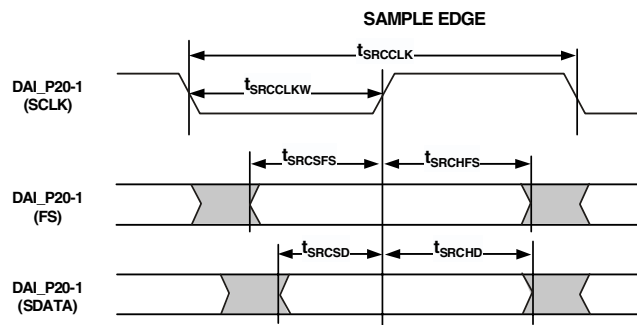 SAMPLE EDGE
tSRCCLK
DAI_P20-1
(SCLK)
tSRCCLKW
tSRCSFS tSRCHFS
DAI_P20-1
(FS)
tSRCSD tSRCHD
DAI_P20-1
(SDATA)